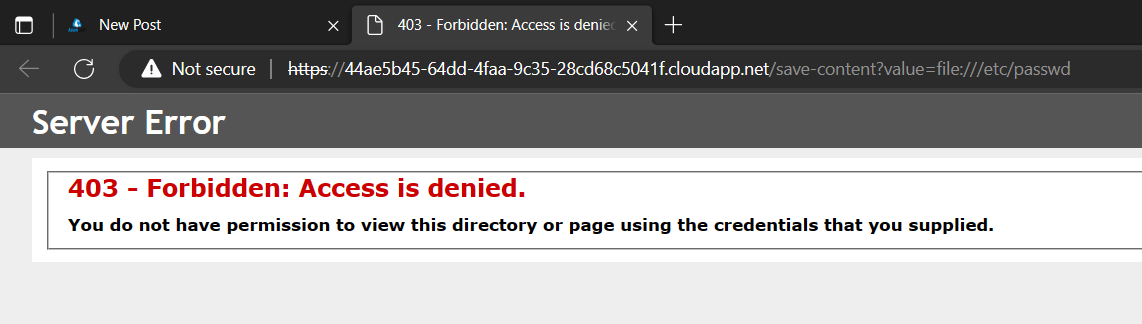 New Post
403 - Forbidden: Access is denied
Not secure | https://44ae5b45-64dd-4faa-9c35-28cd68c5041f.cloudapp.net/save-content?value=file:///etc/passwd
Server Error
403 - Forbidden: Access is denied.
You do not have permission to view this directory or page using the credentials that you supplied.